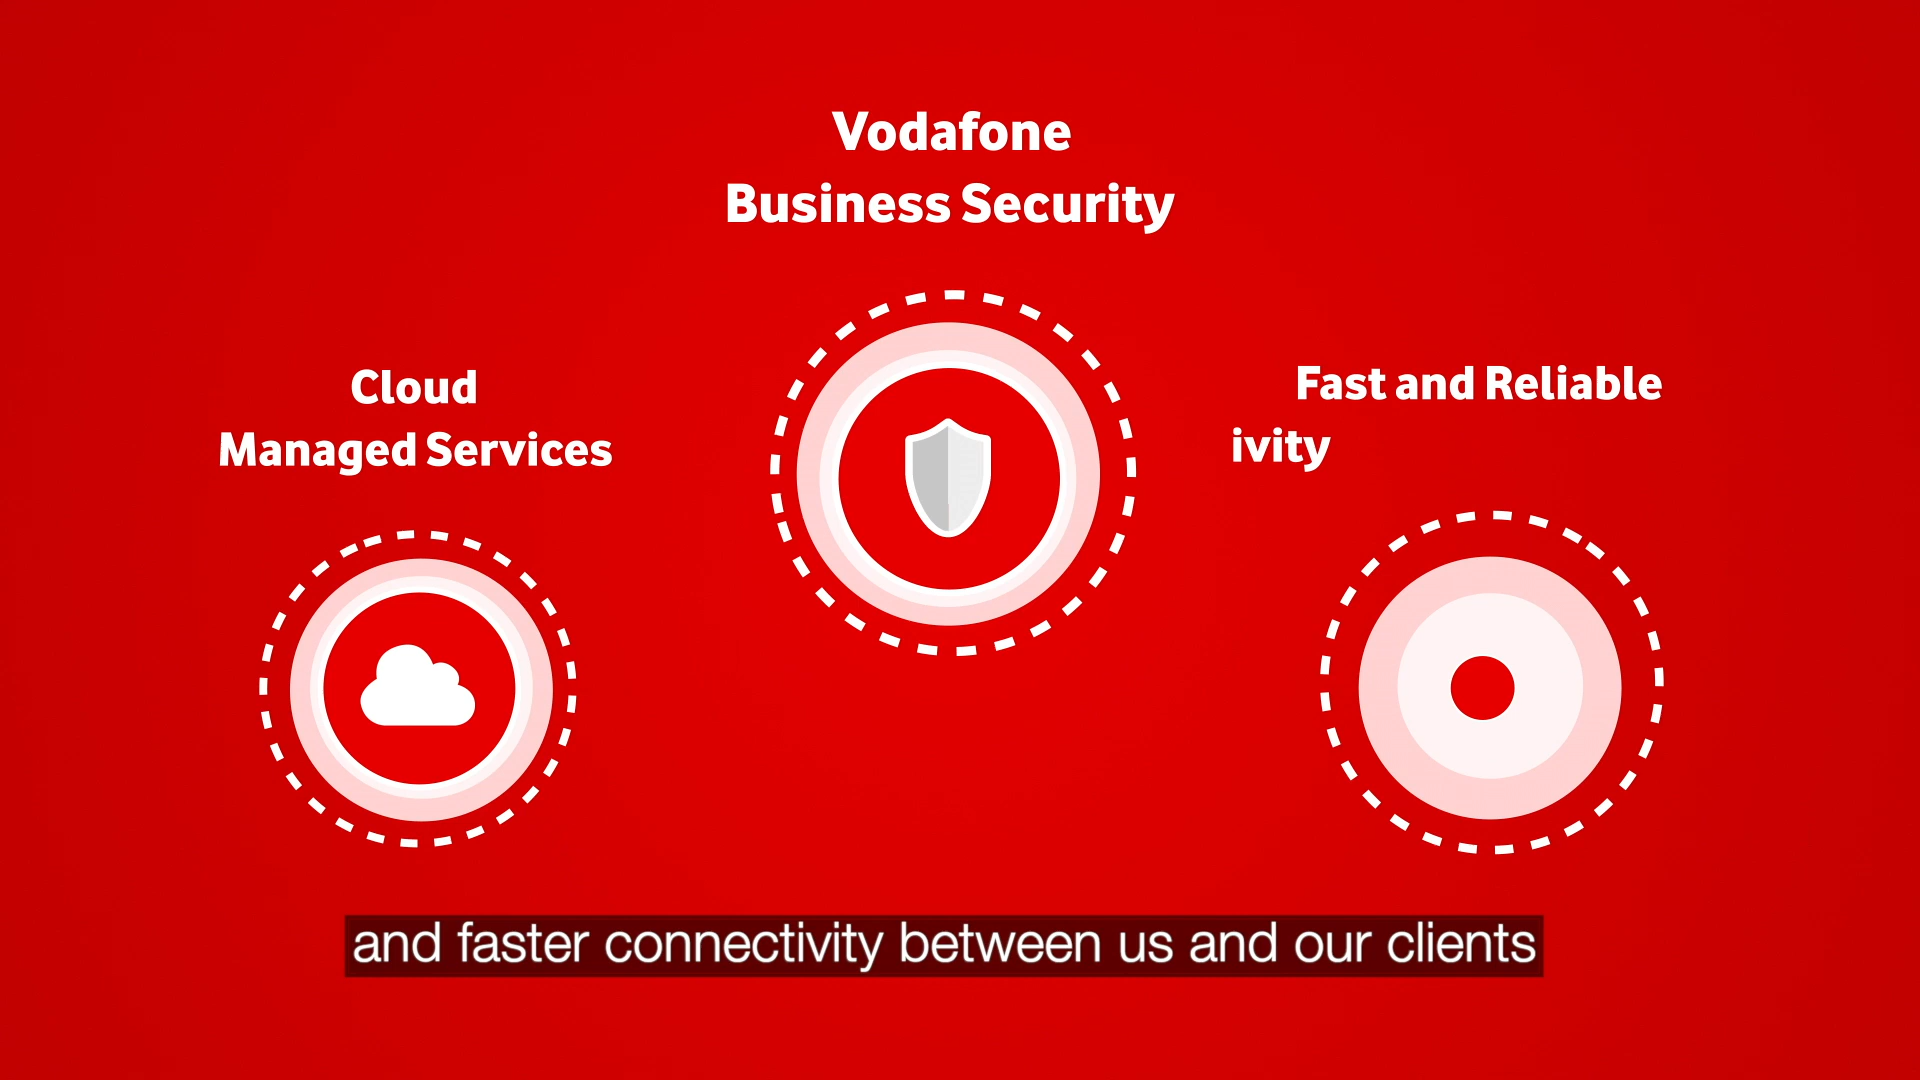 Vodafone
Business Security
Cloud
Managed Services
Fast and Reliable
ivity
and faster connectivity between us and our clients